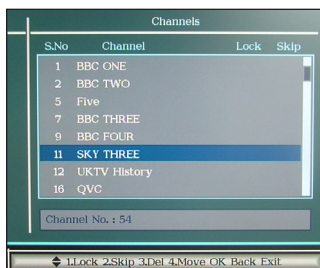 Channels
S.No Channel Lock Skip
1 BBC ONE
2 BBC TWO
5 Five
7 BBC THREE
9 BBC FOUR
11 SKY THREE
12 UKTV History
16 QVC
Channel No. : 54
1.Lock 2.Skip 3.Del 4.Move OK Back Exit